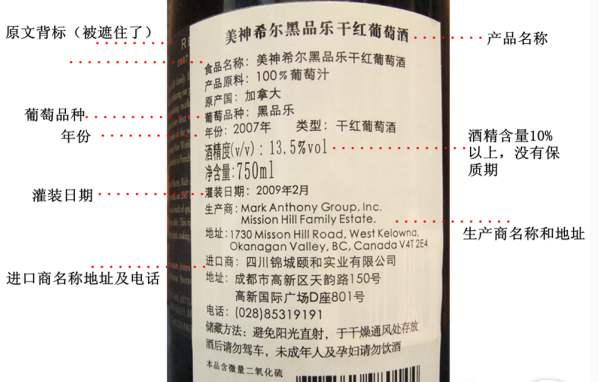 原文背标（被遮住了）
美神希尔黑品乐干红葡萄酒
产品名称
食品名称：美神希尔黑品乐干红葡萄酒
产品原料：100%葡萄汁
原产国：加拿大
葡萄品种
葡萄品种：黑品乐
年份
年份：2007年 类型：干红葡萄酒
酒精度(v/v)：13.5%vol
酒精含量10%
以上，没有保
质期
净含量:750ml
灌装日期
灌装日期：2009年2月
生产商：Mark Anthony Group, Inc.
Mission Hill Family Estate.
生产商名称和地址
地址：1730 Misson Hill Road, West Kelowna,
Okanagan Valley, BC, Canada V4T 2E4
进口商名称地址及电话
进口商：四川锦城颐和实业有限公司
地址：成都市高新区天韵路150号
高新国际广场D座801号
电话：(028)85319191
储藏方法：避免阳光直射，于干燥通风处存放
酒后请勿驾车，未成年人及孕妇请勿饮酒
本品含微量二氧化硫